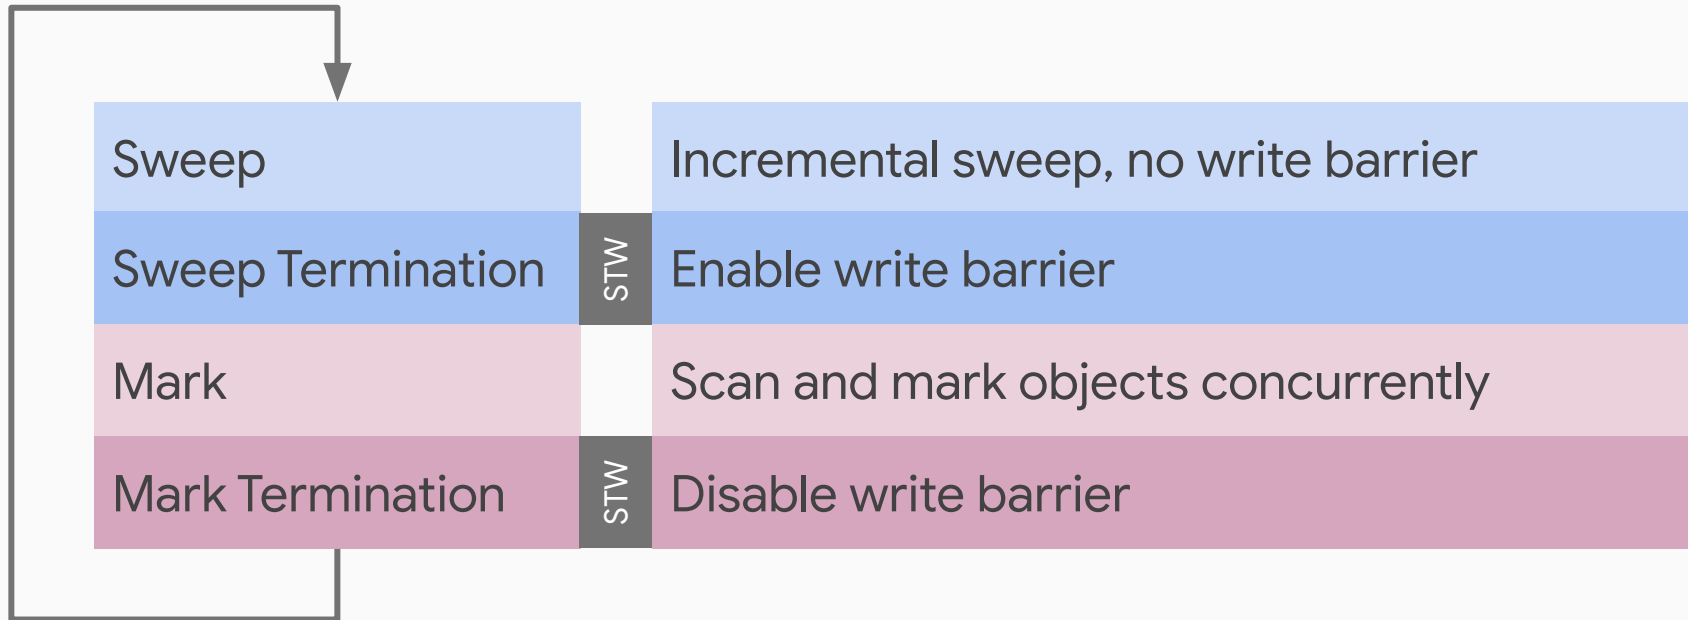 Sweep
Incremental sweep, no write barrier
Sweep Termination
STW
Enable write barrier
Mark
Scan and mark objects concurrently
Mark Termination
STW
Disable write barrier